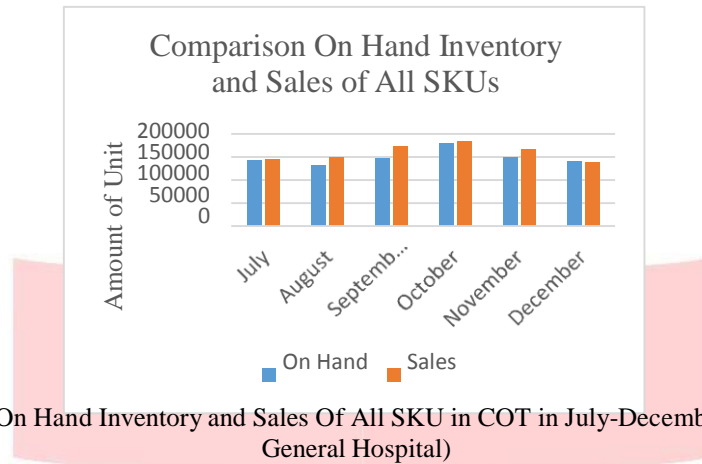 Comparison On Hand Inventory
and Sales of All SKUs
Amount of Unit
200000
150000
100000
50000
0
July
August
Septemb...
October
November
December
On Hand
Sales
On Hand Inventory and Sales Of All SKU in COT in July-Decemb
General Hospital)